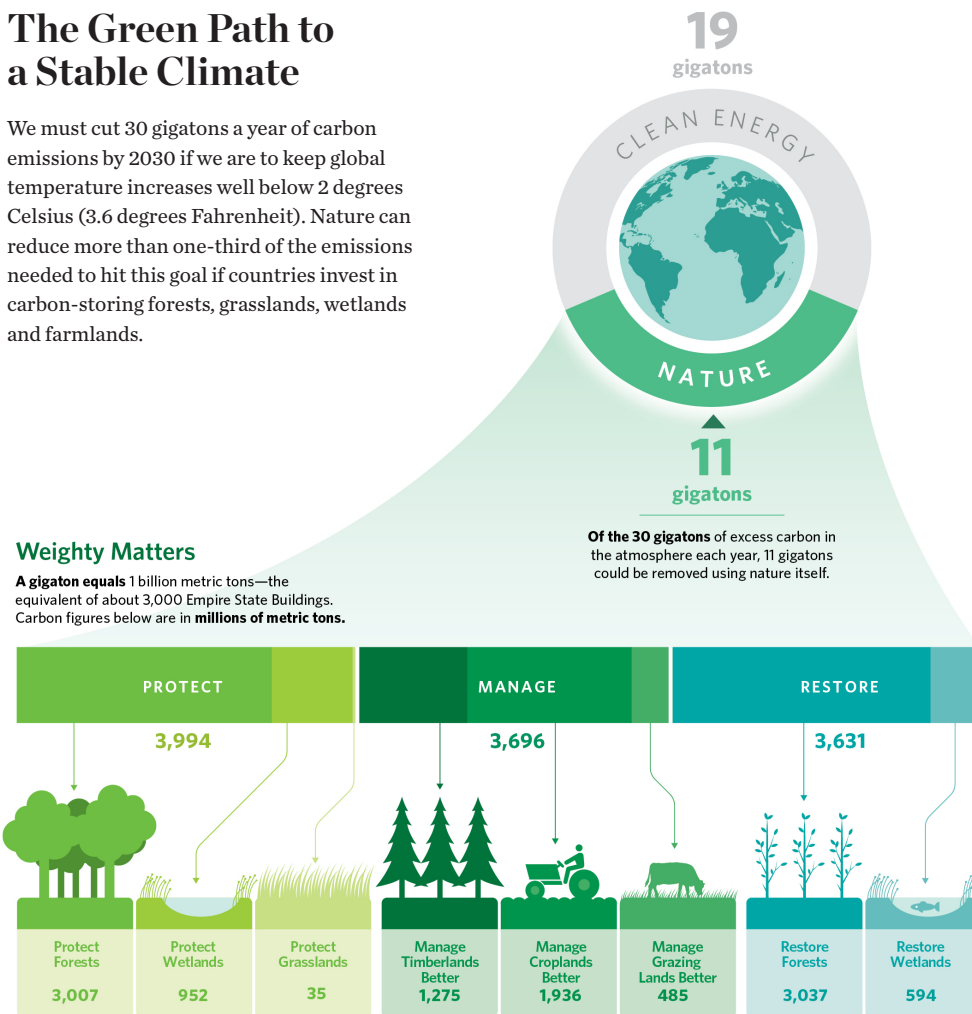 The Green Path to
a Stable Climate
We must cut 30 gigatons a year of carbon
emissions by 2030 if we are to keep global
temperature increases well below 2 degrees
Celsius (3.6 degrees Fahrenheit). Nature can
reduce more than one-third of the emissions
needed to hit this goal if countries invest in
carbon-storing forests, grasslands, wetlands
and farmlands.
19
gigatons
CLEAN ENERGY
NATURE
11
gigatons
Of the 30 gigatons of excess carbon in
the atmosphere each year, 11 gigatons
could be removed using nature itself.
Weighty Matters
A gigaton equals 1 billion metric tons—the
equivalent of about 3,000 Empire State Buildings.
Carbon figures below are in millions of metric tons.
PROTECT
3,994
MANAGE
3,696
RESTORE
3,631
Protect
Forests
3,007
Protect
Wetlands
952
Protect
Grasslands
35
Manage
Timberlands
Better
1,275
Manage
Croplands
Better
1,936
Manage
Grazing
Lands Better
485
Restore
Forests
3,037
Restore
Wetlands
594